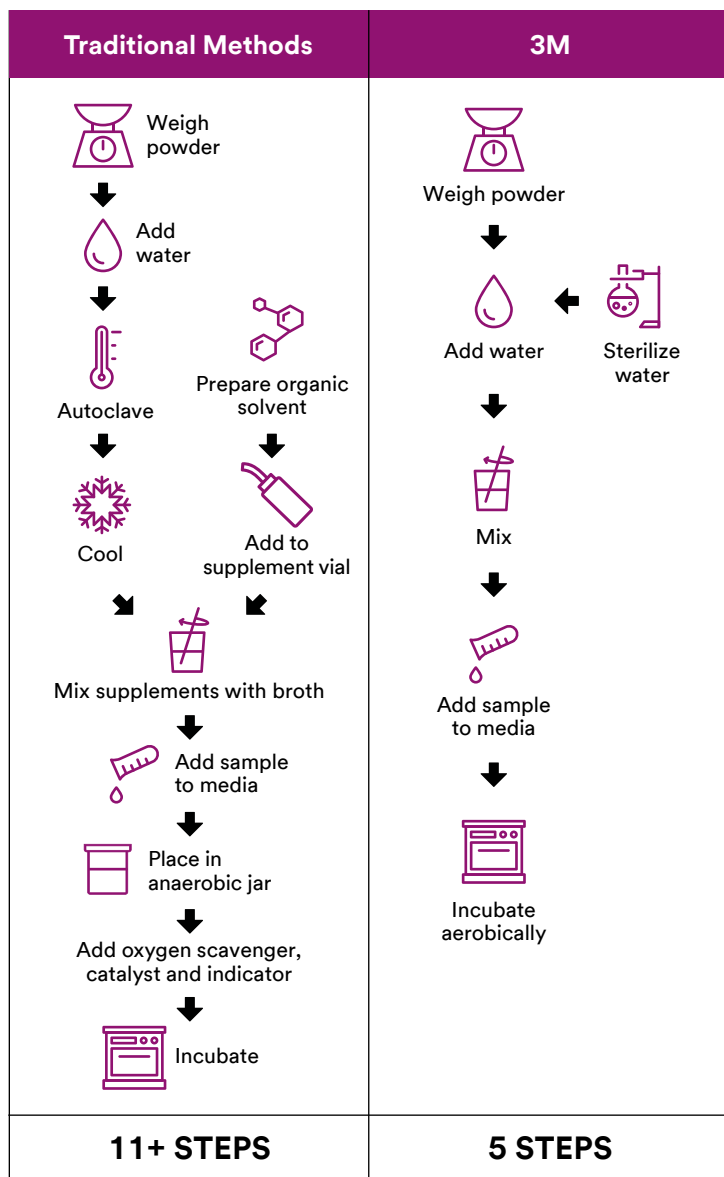 Traditional Methods
Weigh
powder
Add
water
Autoclave
Cool
Prepare organic
solvent
Add to
supplement vial
Mix supplements with broth
Add sample
to media
Place in
anaerobic jar
Add oxygen scavenger,
catalyst and indicator
Incubate
11+ STEPS
3M
Weigh powder
Add water
Sterilize
water
Mix
Add sample
to media
Incubate
aerobically
5 STEPS